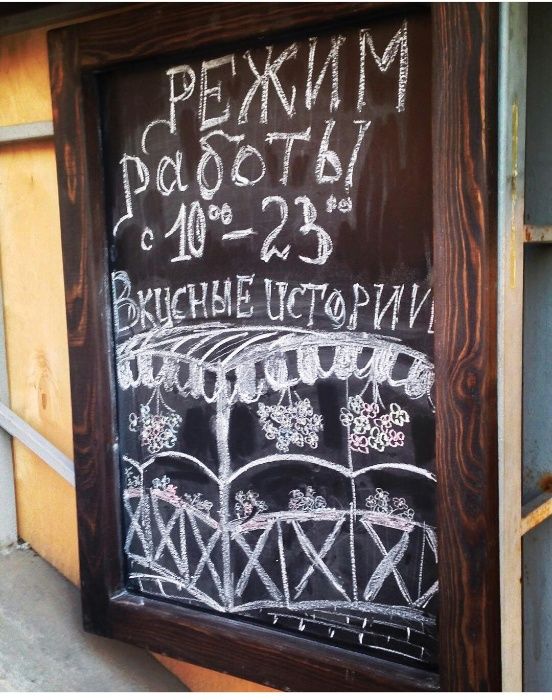 РЕЖИМ
работы
с 10⁰⁰-23⁰⁰
Вкусные истории